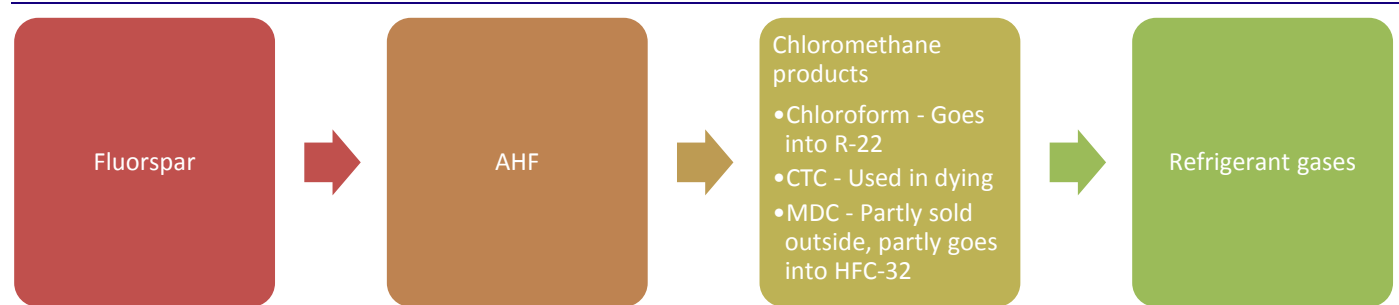 Fluorspar
AHF
Chloromethane
products
•Chloroform - Goes
into R-22
•CTC - Used in dying
•MDC - Partly sold
outside, partly goes
into HFC-32
Refrigerant gases